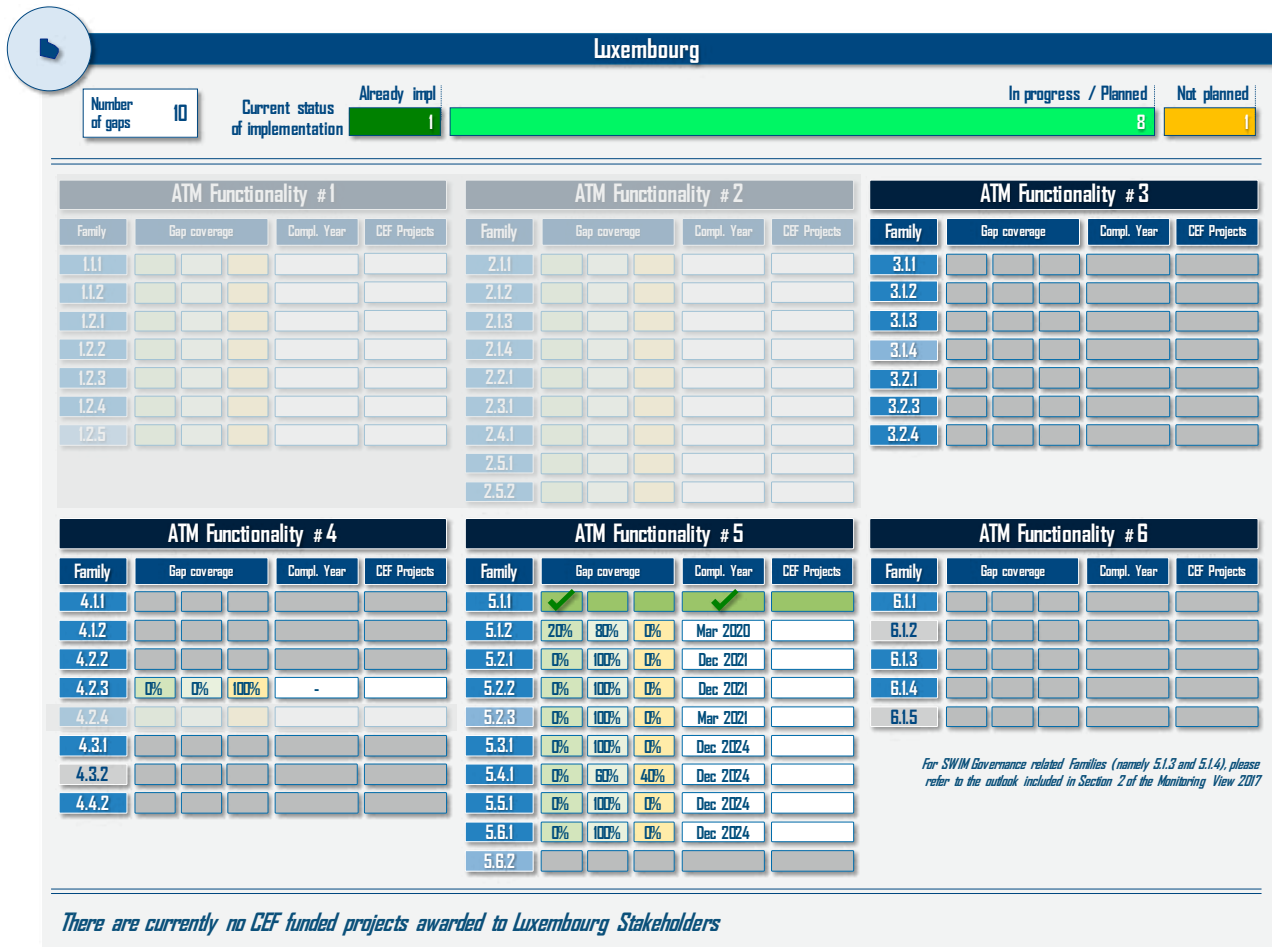 Luxembourg
Number of gaps 10
Current status of implementation
Already impl 1
In progress / Planned 8
Not planned 1
ATM Functionality #1
Family Gap coverage Compl. Year CEF Projects
1.1.1
1.1.2
1.2.1
1.2.2
1.2.3
1.2.4
1.2.5
ATM Functionality #2
Family Gap coverage Compl. Year CEF Projects
2.1.1
2.1.2
2.1.3
2.1.4
2.2.1
2.3.1
2.4.1
2.5.1
2.5.2
ATM Functionality #3
Family Gap coverage Compl. Year CEF Projects
3.1.1
3.1.2
3.1.3
3.1.4
3.2.1
3.2.3
3.2.4
ATM Functionality #4
Family Gap coverage Compl. Year CEF Projects
4.1.1
4.1.2
4.2.2
4.2.3 0% 0% 100% -
4.2.4
4.3.1
4.3.2
4.4.2
ATM Functionality #5
Family Gap coverage Compl. Year CEF Projects
5.1.1
5.1.2 20% 80% 0% Mar 2020
5.2.1 0% 100% 0% Dec 2021
5.2.2 0% 100% 0% Dec 2021
5.2.3 0% 100% 0% Mar 2021
5.3.1 0% 100% 0% Dec 2024
5.4.1 0% 60% 40% Dec 2024
5.5.1 0% 100% 0% Dec 2024
5.6.1 0% 100% 0% Dec 2024
5.6.2
ATM Functionality #6
Family Gap coverage Compl. Year CEF Projects
6.1.1
6.1.2
6.1.3
6.1.4
6.1.5
For SWIM Governance related Families (namely 5.1.3 and 5.1.4), please
refer to the outlook included in Section 2 of the Monitoring View 2017
There are currently no CEF funded projects awarded to Luxembourg Stakeholders